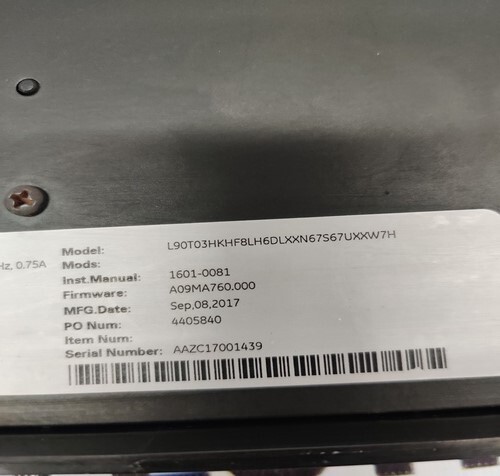 Hz, 0.75A
Model: L90T03HKHF8LH6DLXXN67S67UXXW7H
Mods:
Inst.Manual: 1601-0081
Firmware: A09MA760.000
MFG.Date: Sep,08,2017
PO Num: 4405840
Item Num:
Serial Number: AAZC17001439